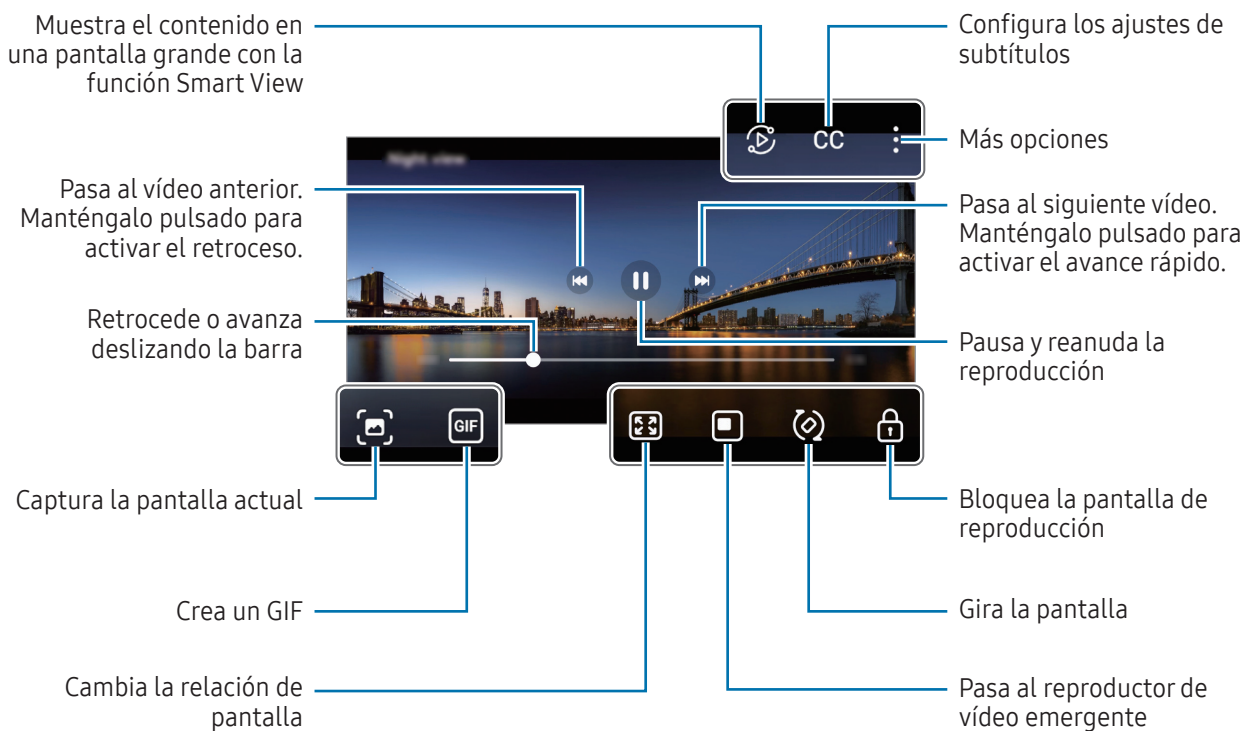 Muestra el contenido en
una pantalla grande con la
función Smart View
Configura los ajustes de
subtítulos
CC
Más opciones
Night view
Pasa al vídeo anterior.
Manténgalo pulsado para
activar el retroceso.
Pasa al siguiente vídeo.
Manténgalo pulsado para
activar el avance rápido.
Retrocede o avanza
deslizando la barra
Pausa y reanuda la
reproducción
GIF
Captura la pantalla actual
Bloquea la pantalla de
reproducción
Crea un GIF
Gira la pantalla
Cambia la relación de
pantalla
Pasa al reproductor de
vídeo emergente